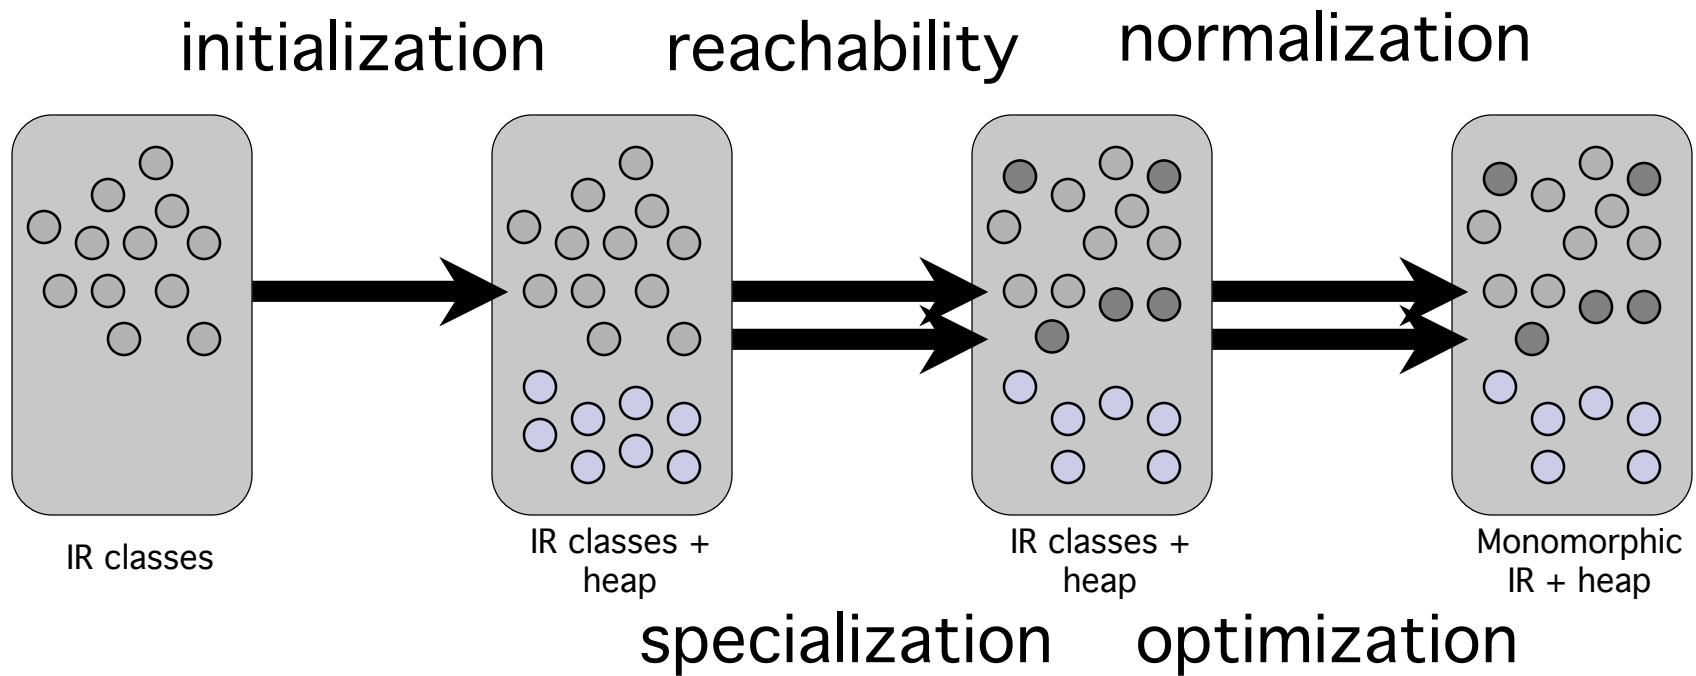 initialization
reachability
normalization
IR classes
IR classes +
heap
IR classes +
heap
Monomorphic
IR + heap
specialization
optimization